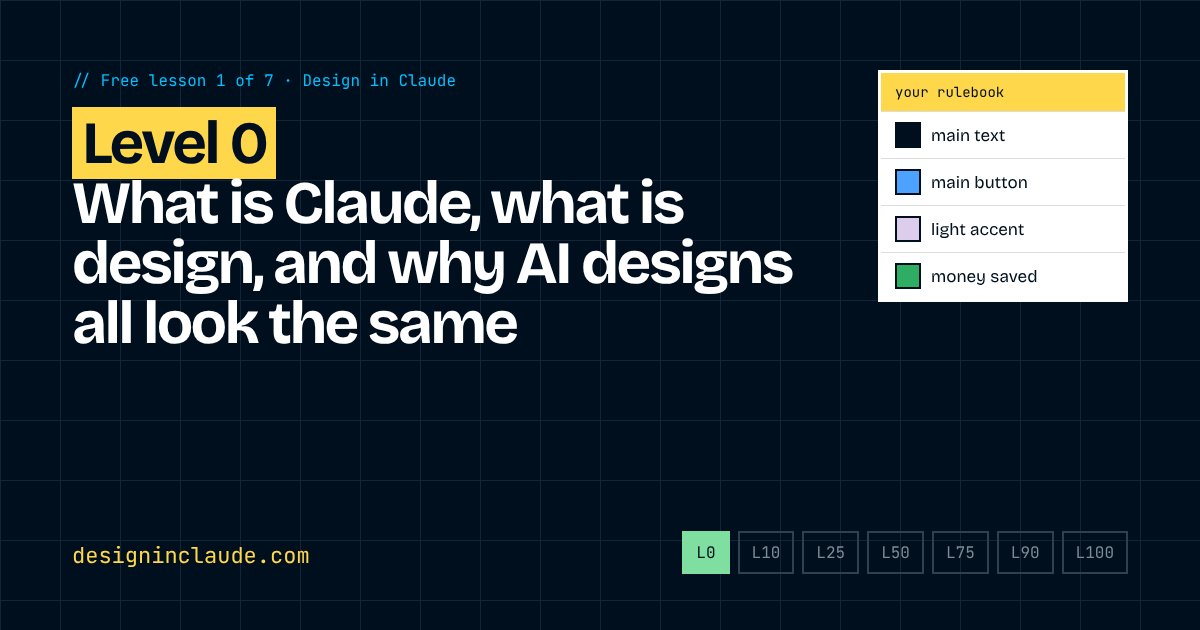 // Free lesson 1 of 7 · Design in Claude
Level 0
What is Claude, what is
design, and why AI designs
all look the same
your rulebook
main text
main button
light accent
money saved
designinclaude.com
L0 L10 L25 L50 L75 L90 L100